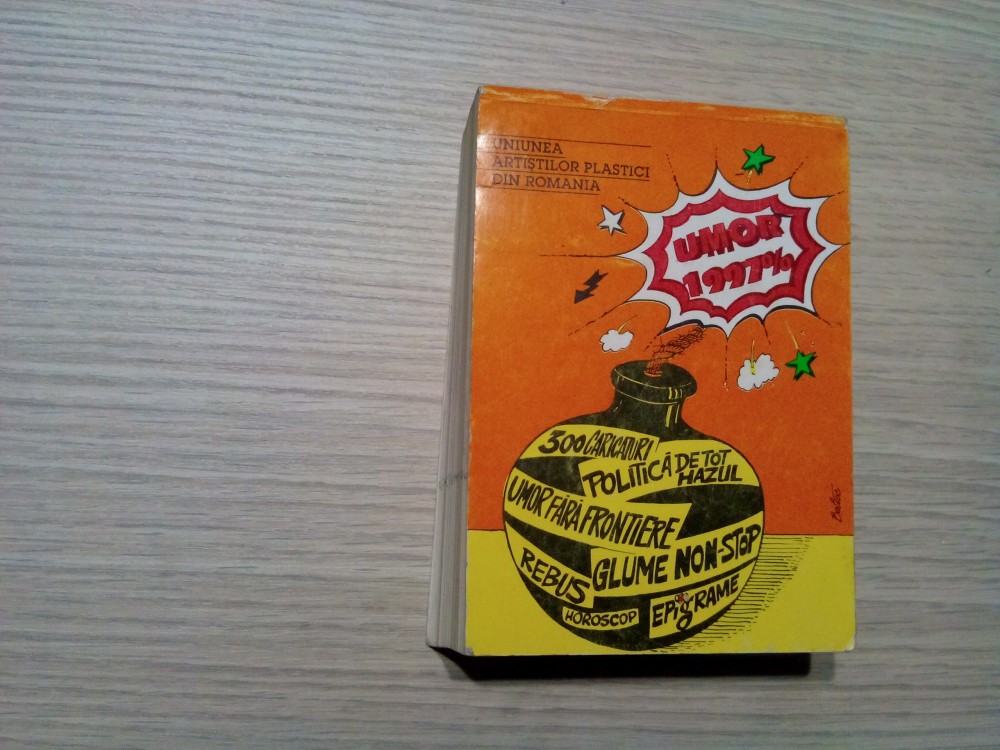 UNIUNEA
ARTIȘTILOR PLASTICI
DIN ROMANIA
UMOR
1997%
300 CARICATURI
POLITICĂ DE TOT
HAZUL
UMOR FĂRĂ FRONTIERE
GLUME NON-STOP
REBUS
HOROSCOP
EPiGRAME